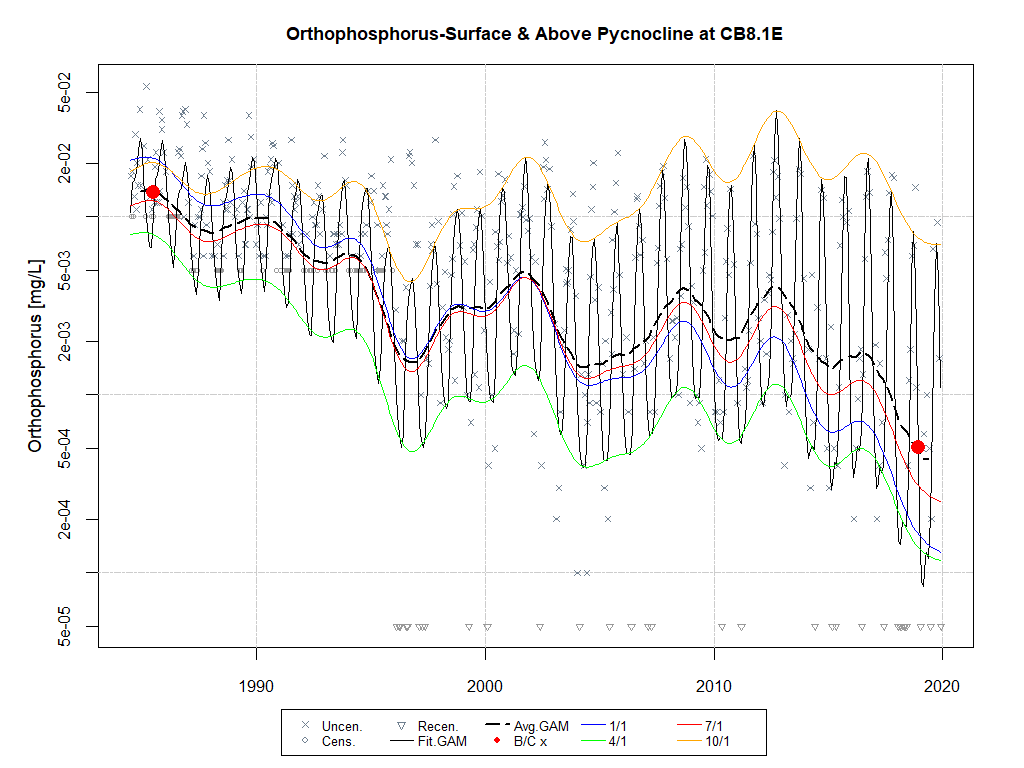 Orthophosphorus-Surface & Above Pycnocline at CB8.1E
Orthophosphorus [mg/L]
5e-02
2e-02
5e-03
2e-03
5e-04
2e-04
5e-05
1990 2000 2010 2020
Uncen. Recen. Avg.GAM 1/1 7/1
Cens. Fit.GAM B/C x 4/1 10/1